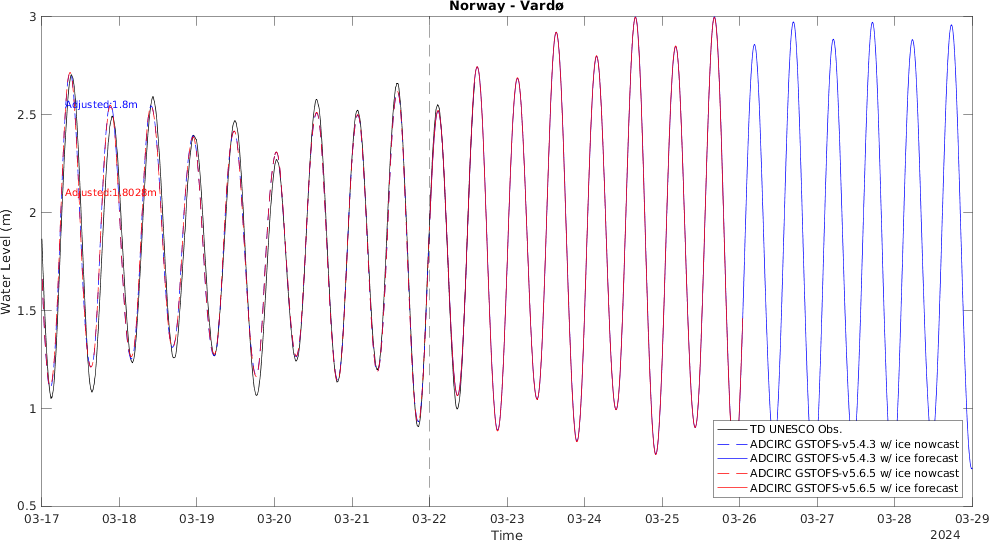 Norway - Vardø
3
2.5
2
1.5
1
0.5
Water Level (m)
Adjusted:1.8m
Adjusted:1.8028m
TD UNESCO Obs.
ADCIRC GSTOFS-v5.4.3 w/ ice nowcast
ADCIRC GSTOFS-v5.4.3 w/ ice forecast
ADCIRC GSTOFS-v5.6.5 w/ ice nowcast
ADCIRC GSTOFS-v5.6.5 w/ ice forecast
03-17 03-18 03-19 03-20 03-21 03-22 03-23 03-24 03-25 03-26 03-27 03-28 03-29
Time
2024